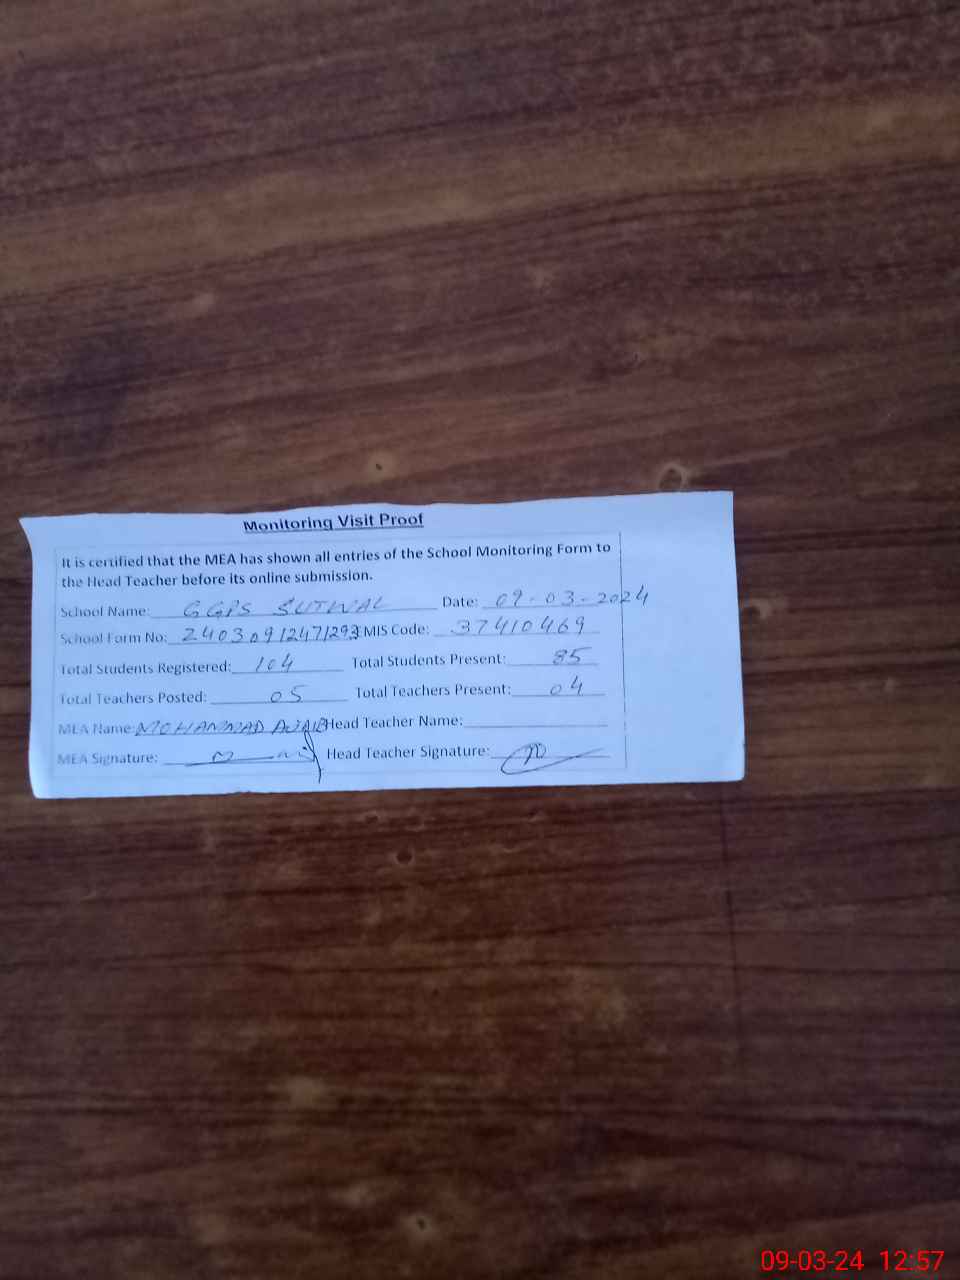 Monitoring Visit Proof
It is certified that the MEA has shown all entries of the School Monitoring Form to
the Head Teacher before its online submission.
School Name: GGPS SUTWAL Date: 09-03-2024
School Form No: 24030912471293 EMIS Code: 37410469
Total Students Registered: 104 Total Students Present: 85
Total Teachers Posted: 05 Total Teachers Present: 04
MEA Name: MOHAMMAD AJAIB Head Teacher Name:
MEA Signature: Head Teacher Signature:
09-03-24 12:57